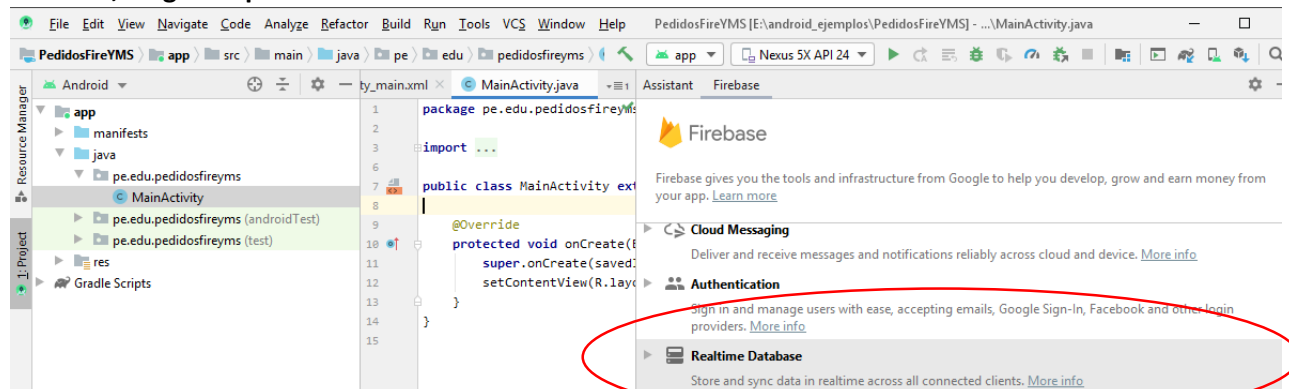 File Edit View Navigate Code Analyze Refactor Build Run Tools VCS Window Help PedidosFireYMS [E:\android_ejemplos\PedidosFireYMS] - ...\MainActivity.java
PedidosFireYMS app src main java pe edu pedidosfireyms app Nexus 5X API 24
Resource Manager
1: Project
Android
app
manifests
java
pe.edu.pedidosfireyms
MainActivity
pe.edu.pedidosfireyms (androidTest)
pe.edu.pedidosfireyms (test)
res
Gradle Scripts
ty_main.xml MainActivity.java 1
1 package pe.edu.pedidosfireyms
2
3 import ...
6
7 public class MainActivity ext
8
9 @Override
10 protected void onCreate(B
11 super.onCreate(savedI
12 setContentView(R.layo
13 }
14 }
15
Assistant Firebase
Firebase
Firebase gives you the tools and infrastructure from Google to help you develop, grow and earn money from
your app. Learn more
Cloud Messaging
Deliver and receive messages and notifications reliably across cloud and device. More info
Authentication
Sign in and manage users with ease, accepting emails, Google Sign-In, Facebook and other login
providers. More info
Realtime Database
Store and sync data in realtime across all connected clients. More info